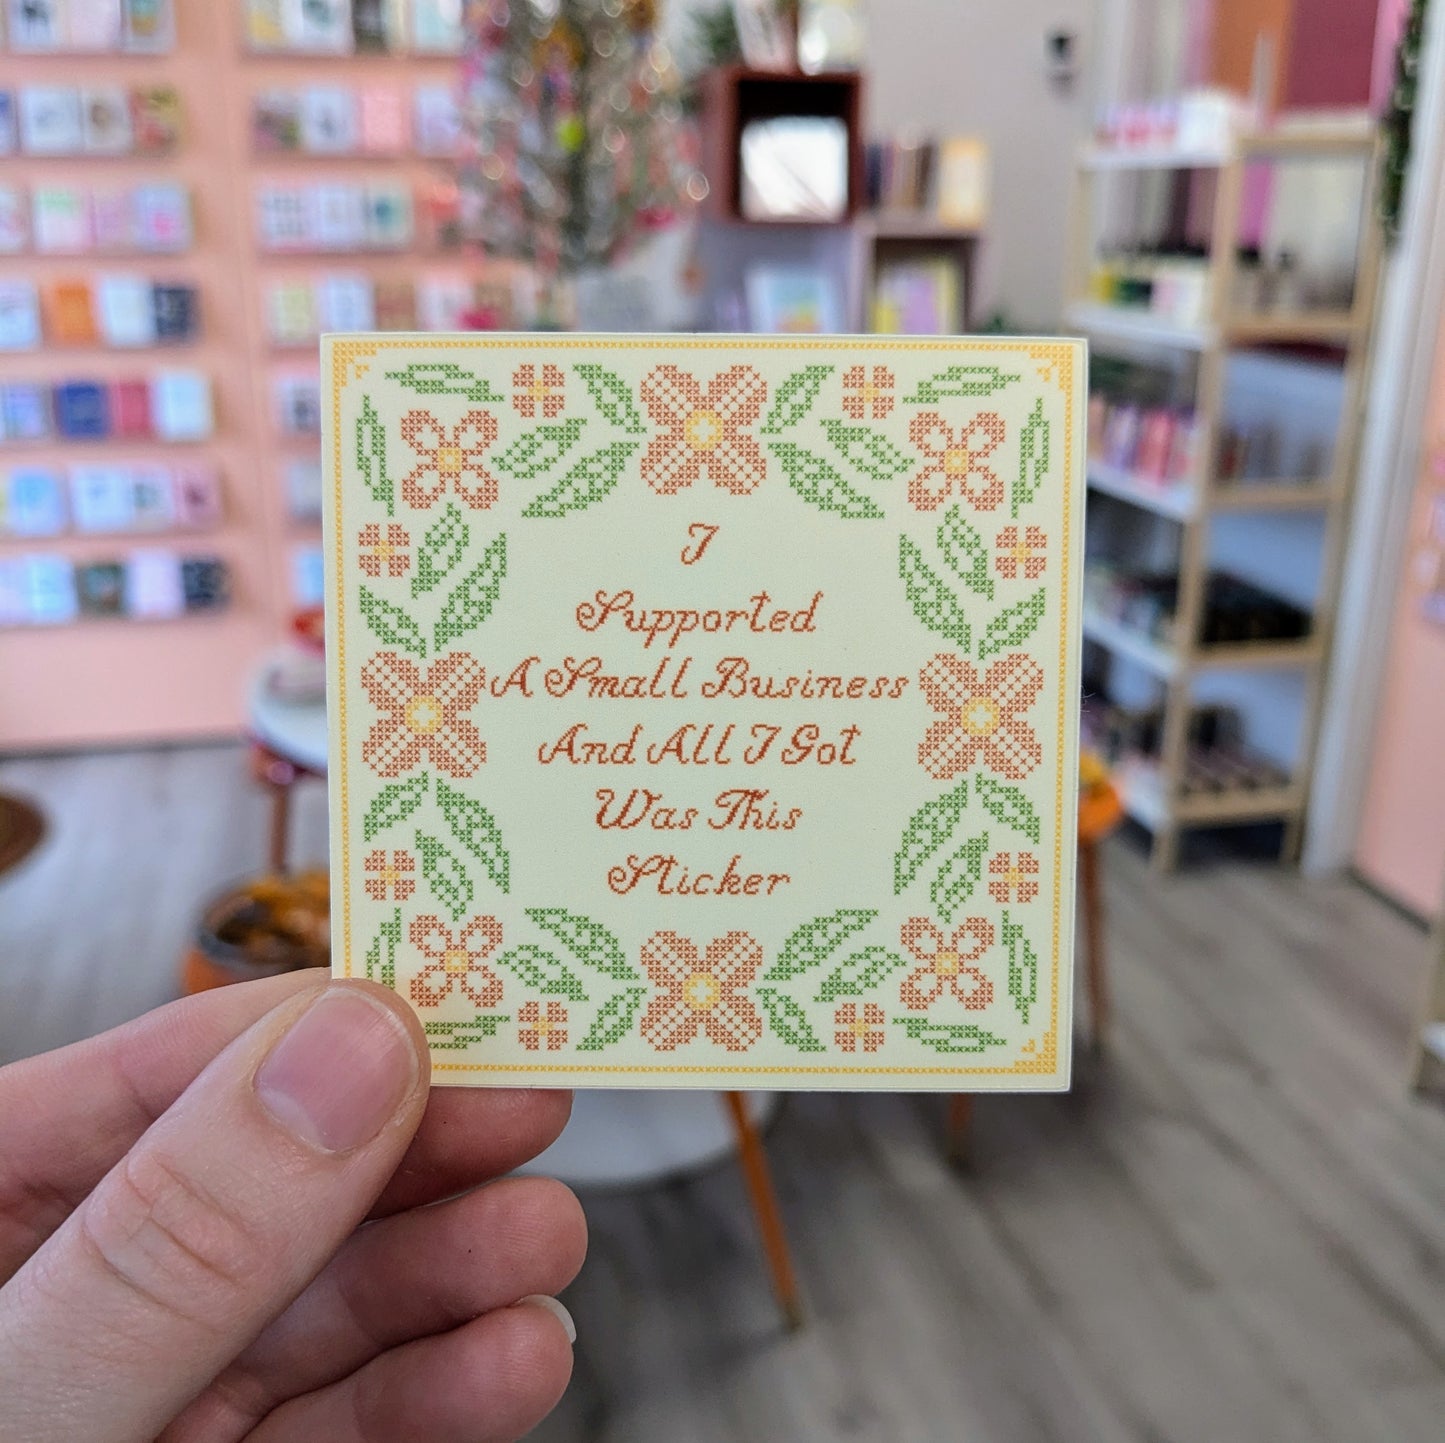 I
Supported
A Small Business
And All I Got
Was This
Sticker